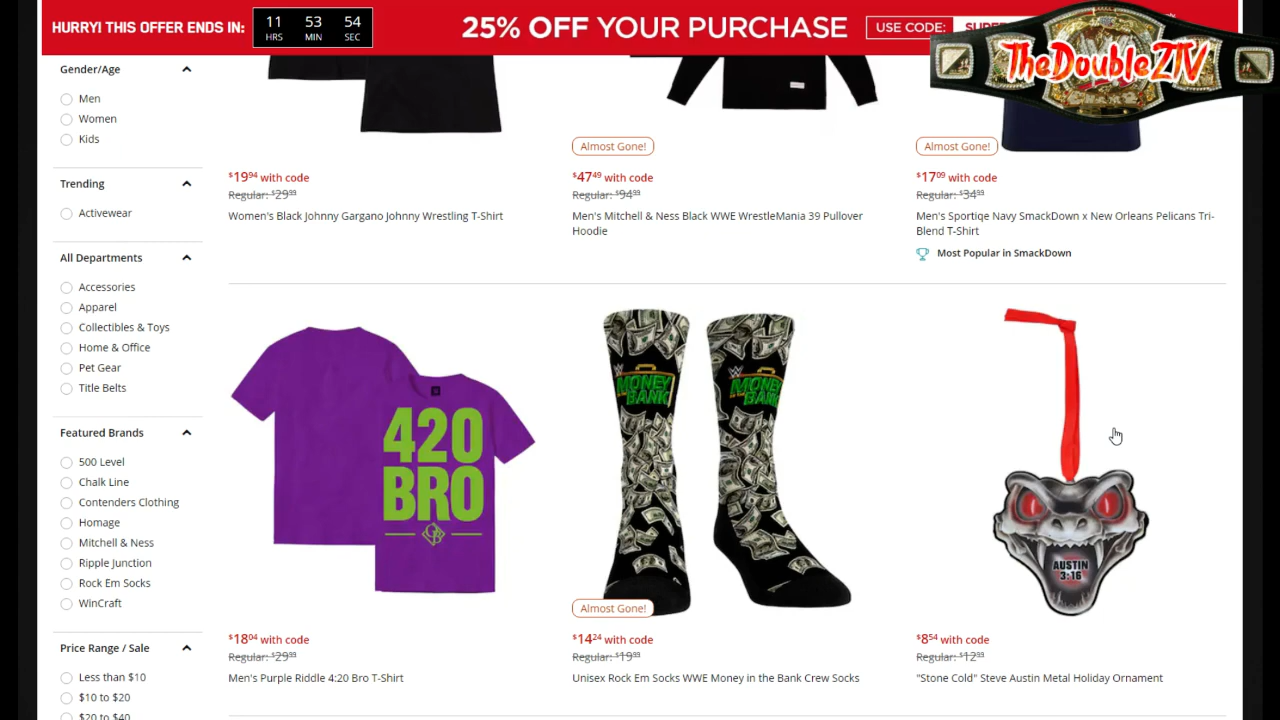 HURRY! THIS OFFER ENDS IN:
11 53 54
HRS MIN SEC
25% OFF YOUR PURCHASE
USE CODE:
TheDoubleZTV
Gender/Age
Men
Women
Kids
Trending
Activewear
All Departments
Accessories
Apparel
Collectibles & Toys
Home & Office
Pet Gear
Title Belts
Featured Brands
500 Level
Chalk Line
Contenders Clothing
Homage
Mitchell & Ness
Ripple Junction
Rock Em Socks
WinCraft
Price Range / Sale
Less than $10
$10 to $20
$20 to $40
$19.94 with code
Regular: $29.99
Women's Black Johnny Gargano Johnny Wrestling T-Shirt
Almost Gone!
$47.49 with code
Regular: $94.99
Men's Mitchell & Ness Black WWE WrestleMania 39 Pullover
Hoodie
Almost Gone!
$17.09 with code
Regular: $34.99
Men's Sportiqe Navy SmackDown x New Orleans Pelicans Tri-
Blend T-Shirt
Most Popular in SmackDown
420
BRO
$18.04 with code
Regular: $29.99
Men's Purple Riddle 4:20 Bro T-Shirt
MONEY
BANK
MONEY
BANK
Almost Gone!
$14.24 with code
Regular: $19.99
Unisex Rock Em Socks WWE Money in the Bank Crew Socks
AUSTIN
3:16
$8.54 with code
Regular: $12.99
"Stone Cold" Steve Austin Metal Holiday Ornament